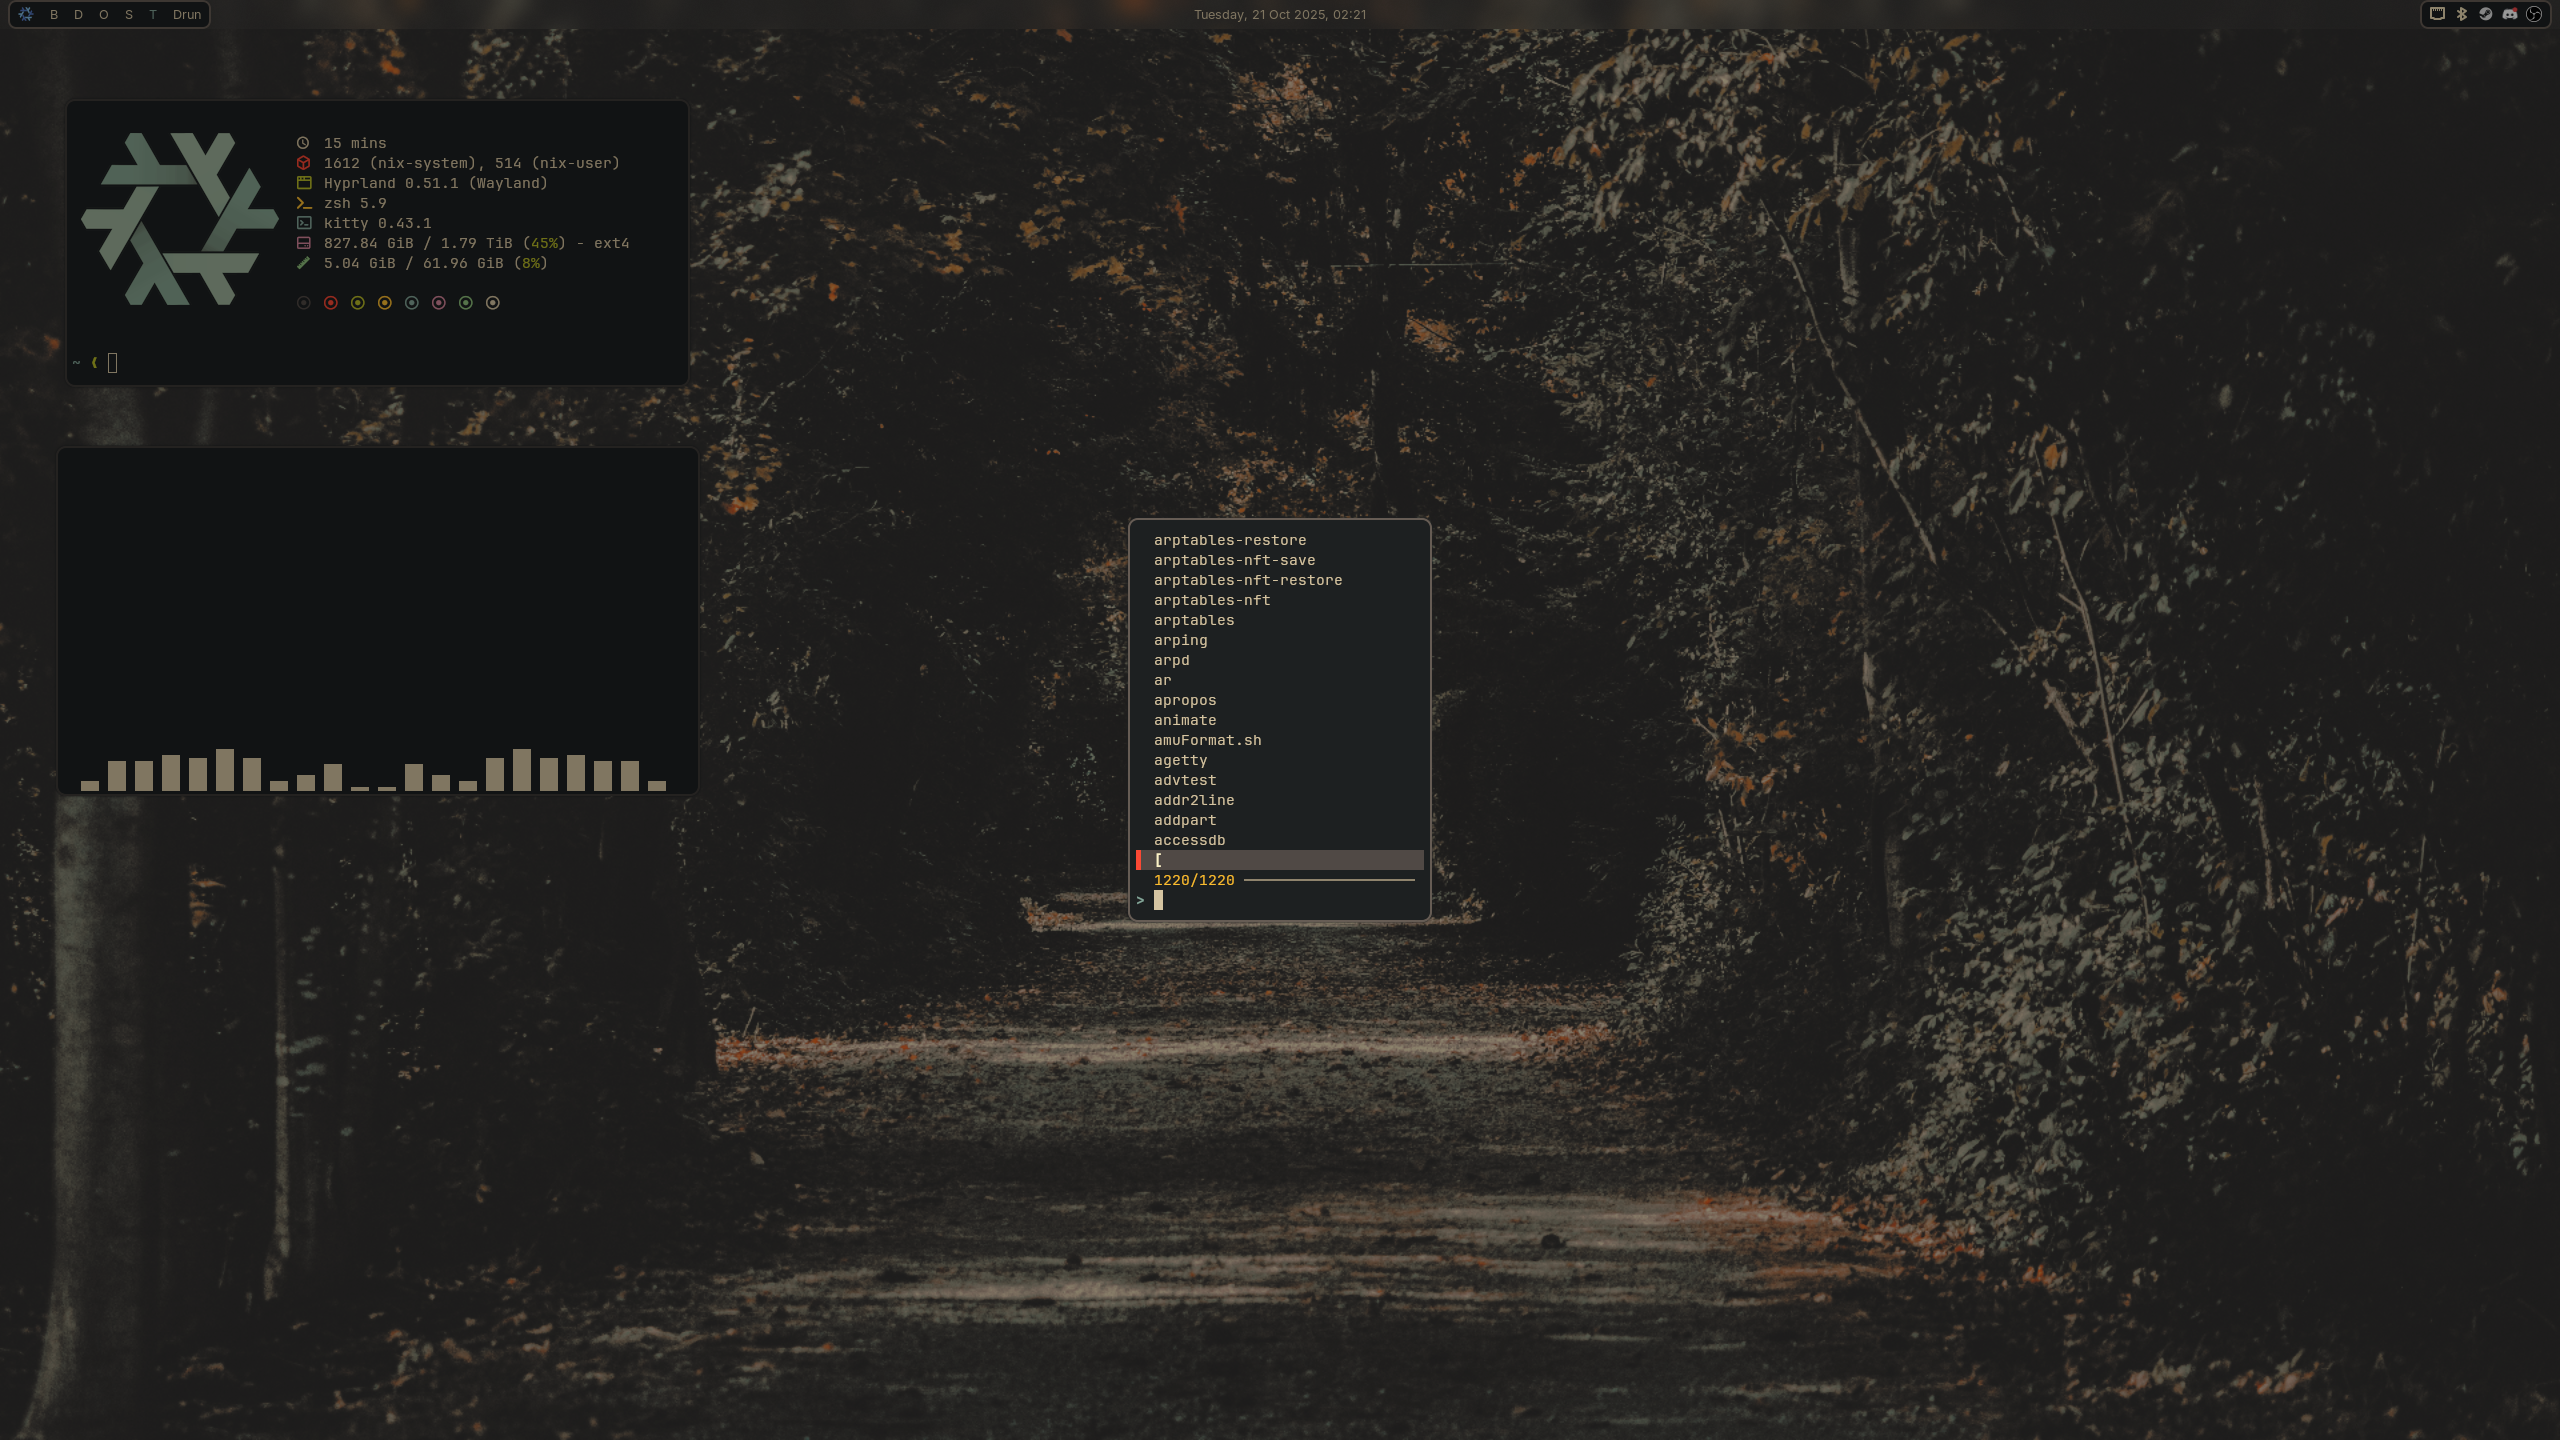 B D O S T Drun
Tuesday, 21 Oct 2025, 02:21
15 mins
1612 (nix-system), 514 (nix-user)
Hyprland 0.51.1 (Wayland)
zsh 5.9
kitty 0.43.1
827.84 GiB / 1.79 TiB (45%) - ext4
5.04 GiB / 61.96 GiB (8%)
~ ❨
arptables-restore
arptables-nft-save
arptables-nft-restore
arptables-nft
arptables
arping
arpd
ar
apropos
animate
amuFormat.sh
agetty
advtest
addr2line
addpart
accessdb
[
1220/1220
>